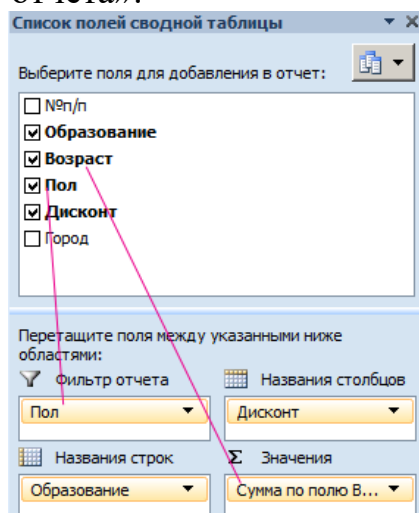 отчета».
Список полей сводной таблицы
Выберите поля для добавления в отчет:
№п/п
Образование
Возраст
Пол
Дисконт
Город
Перетащите поля между указанными ниже
областями:
Фильтр отчета
Названия столбцов
Пол
Дисконт
Названия строк
Σ Значения
Образование
Сумма по полю В...